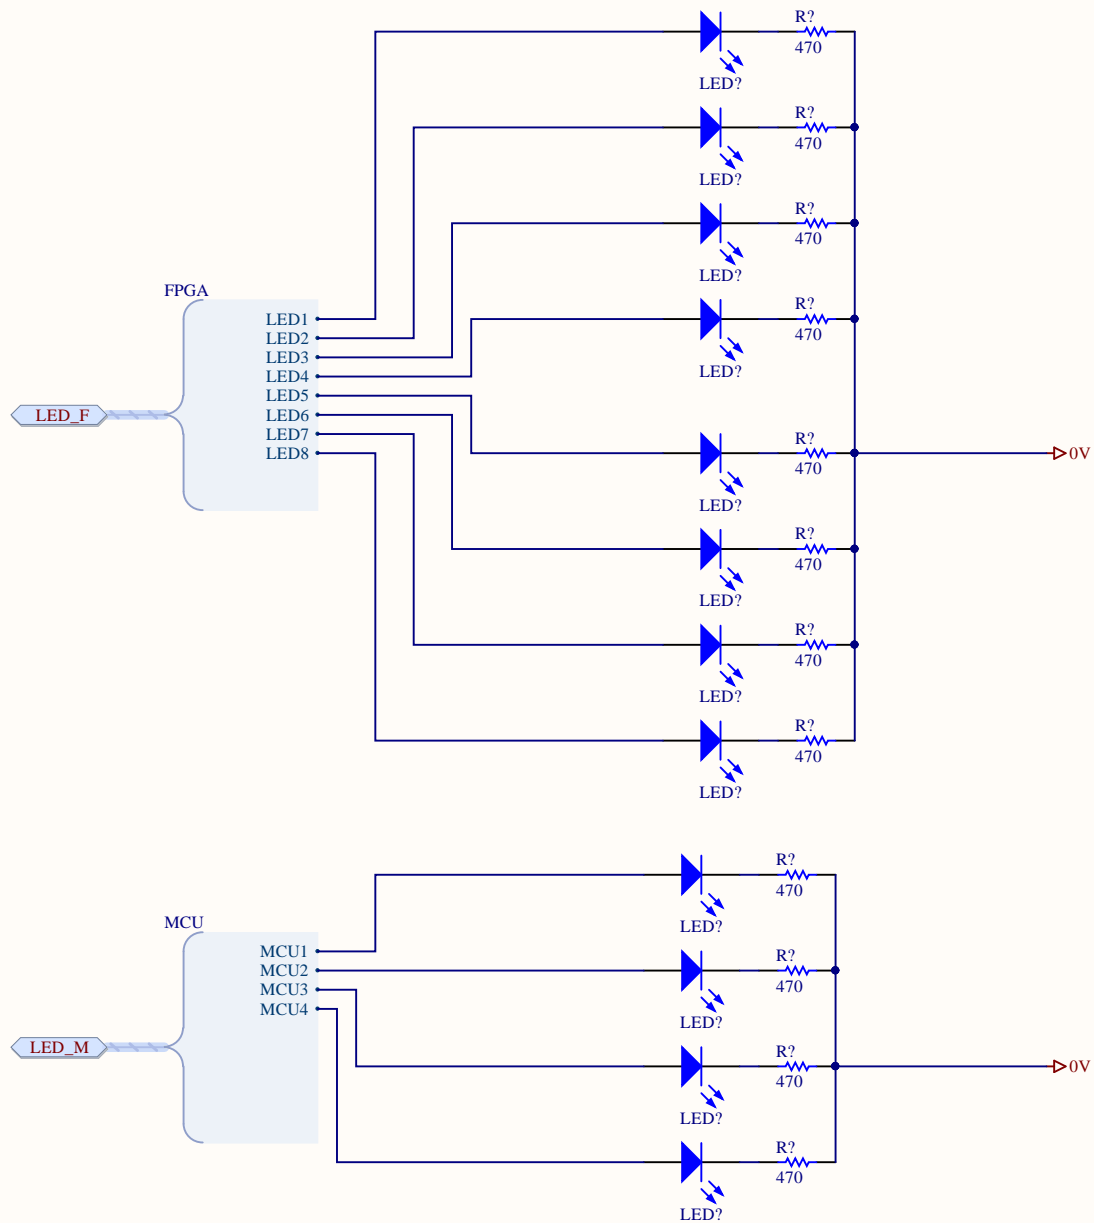 R?
470
LED?
R?
470
LED?
R?
470
LED?
FPGA
R?
470
LED?
LED1
LED2
LED3
LED4
LED5
LED6
LED7
LED8
LED_F
R?
470
LED?
0V
R?
470
LED?
R?
470
LED?
R?
470
LED?
R?
470
LED?
MCU
MCU1
MCU2
MCU3
MCU4
LED_M
R?
470
LED?
R?
470
LED?
0V
R?
470
LED?